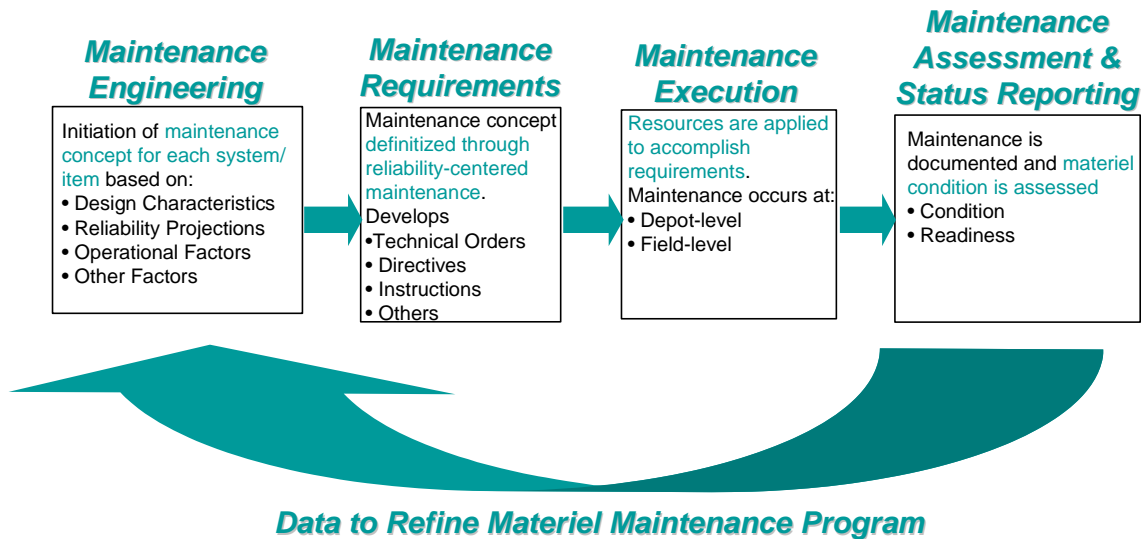 Maintenance
Engineering
Initiation of maintenance
concept for each system/
item based on:
• Design Characteristics
• Reliability Projections
• Operational Factors
• Other Factors
Maintenance
Requirements
Maintenance concept
definitized through
reliability-centered
maintenance.
Develops
•Technical Orders
• Directives
• Instructions
• Others
Maintenance
Execution
Resources are applied
to accomplish
requirements.
Maintenance occurs at:
• Depot-level
• Field-level
Maintenance
Assessment &
Status Reporting
Maintenance is
documented and materiel
condition is assessed
• Condition
• Readiness
Data to Refine Materiel Maintenance Program